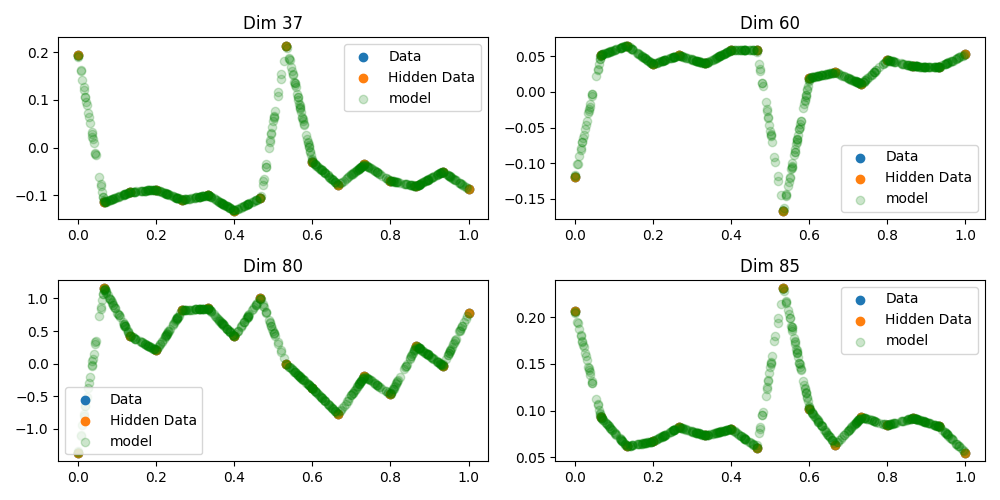 Dim 37
0.2
0.1
0.0
−0.1
0.0 0.2 0.4 0.6 0.8 1.0
Data
Hidden Data
model
Dim 60
0.05
0.00
−0.05
−0.10
−0.15
0.0 0.2 0.4 0.6 0.8 1.0
Data
Hidden Data
model
Dim 80
1.0
0.5
0.0
−0.5
−1.0
0.0 0.2 0.4 0.6 0.8 1.0
Data
Hidden Data
model
Dim 85
0.20
0.15
0.10
0.05
0.0 0.2 0.4 0.6 0.8 1.0
Data
Hidden Data
model